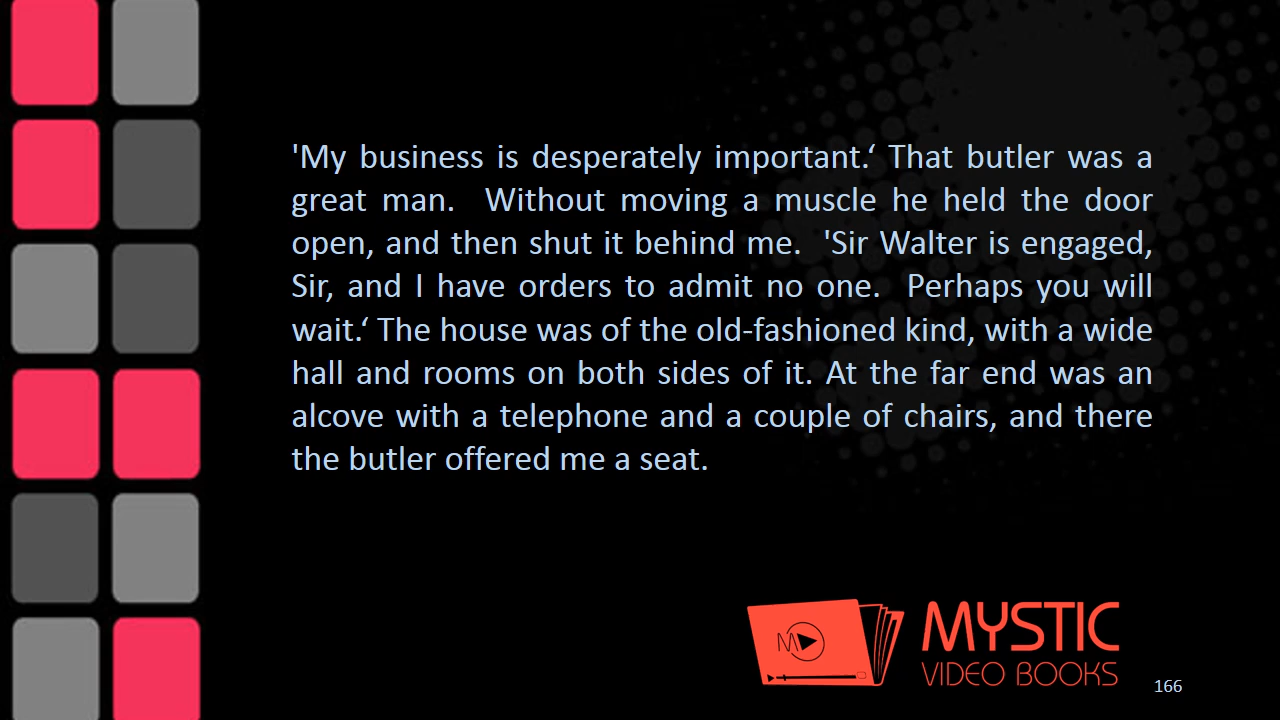 'My business is desperately important.‘ That butler was a
great man.  Without moving a muscle he held the door
open, and then shut it behind me.  'Sir Walter is engaged,
Sir, and I have orders to admit no one.  Perhaps you will
wait.‘ The house was of the old-fashioned kind, with a wide
hall and rooms on both sides of it. At the far end was an
alcove with a telephone and a couple of chairs, and there
the butler offered me a seat.
M
MYSTIC
VIDEO BOOKS
166